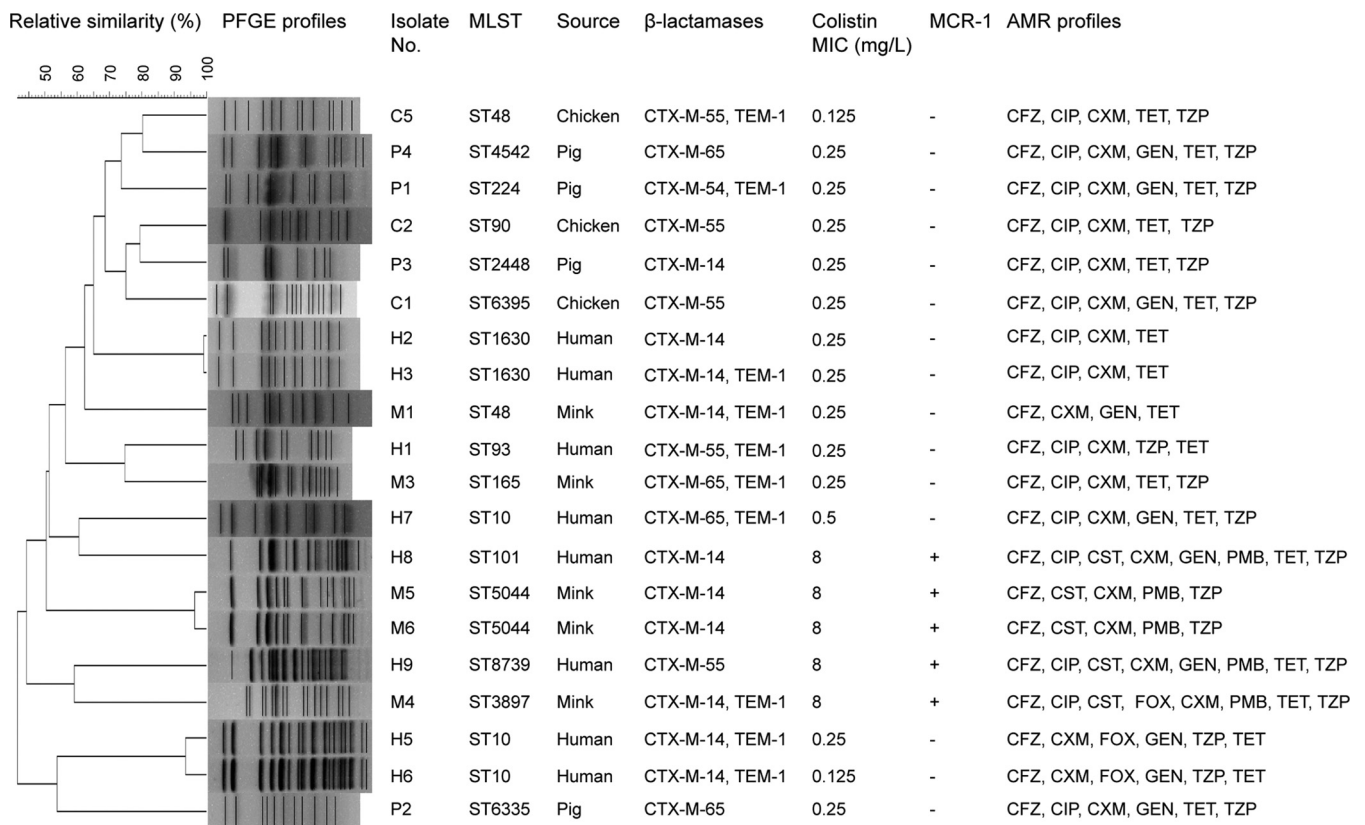 Relative similarity (%) PFGE profiles Isolate No. MLST Source β-lactamases Colistin MIC (mg/L) MCR-1 AMR profiles
50 60 70 80 90 100
C5 ST48 Chicken CTX-M-55, TEM-1 0.125 - CFZ, CIP, CXM, TET, TZP
P4 ST4542 Pig CTX-M-65 0.25 - CFZ, CIP, CXM, GEN, TET, TZP
P1 ST224 Pig CTX-M-54, TEM-1 0.25 - CFZ, CIP, CXM, GEN, TET, TZP
C2 ST90 Chicken CTX-M-55 0.25 - CFZ, CIP, CXM, TET, TZP
P3 ST2448 Pig CTX-M-14 0.25 - CFZ, CIP, CXM, TET, TZP
C1 ST6395 Chicken CTX-M-55 0.25 - CFZ, CIP, CXM, GEN, TET, TZP
H2 ST1630 Human CTX-M-14 0.25 - CFZ, CIP, CXM, TET
H3 ST1630 Human CTX-M-14, TEM-1 0.25 - CFZ, CIP, CXM, TET
M1 ST48 Mink CTX-M-14, TEM-1 0.25 - CFZ, CXM, GEN, TET
H1 ST93 Human CTX-M-55, TEM-1 0.25 - CFZ, CIP, CXM, TZP, TET
M3 ST165 Mink CTX-M-65, TEM-1 0.25 - CFZ, CIP, CXM, TET, TZP
H7 ST10 Human CTX-M-65, TEM-1 0.5 - CFZ, CIP, CXM, GEN, TET, TZP
H8 ST101 Human CTX-M-14 8 + CFZ, CIP, CST, CXM, GEN, PMB, TET, TZP
M5 ST5044 Mink CTX-M-14 8 + CFZ, CST, CXM, PMB, TZP
M6 ST5044 Mink CTX-M-14 8 + CFZ, CST, CXM, PMB, TZP
H9 ST8739 Human CTX-M-55 8 + CFZ, CIP, CST, CXM, GEN, PMB, TET, TZP
M4 ST3897 Mink CTX-M-14, TEM-1 8 + CFZ, CIP, CST, FOX, CXM, PMB, TET, TZP
H5 ST10 Human CTX-M-14, TEM-1 0.25 - CFZ, CXM, FOX, GEN, TZP, TET
H6 ST10 Human CTX-M-14, TEM-1 0.125 - CFZ, CXM, FOX, GEN, TZP, TET
P2 ST6335 Pig CTX-M-65 0.25 - CFZ, CIP, CXM, GEN, TET, TZP